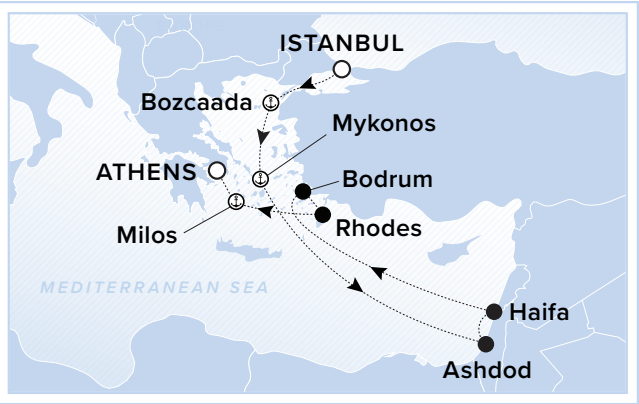 ISTANBUL
Bozcaada
Mykonos
ATHENS
Bodrum
Rhodes
Milos
MEDITERRANEAN SEA
Haifa
Ashdod